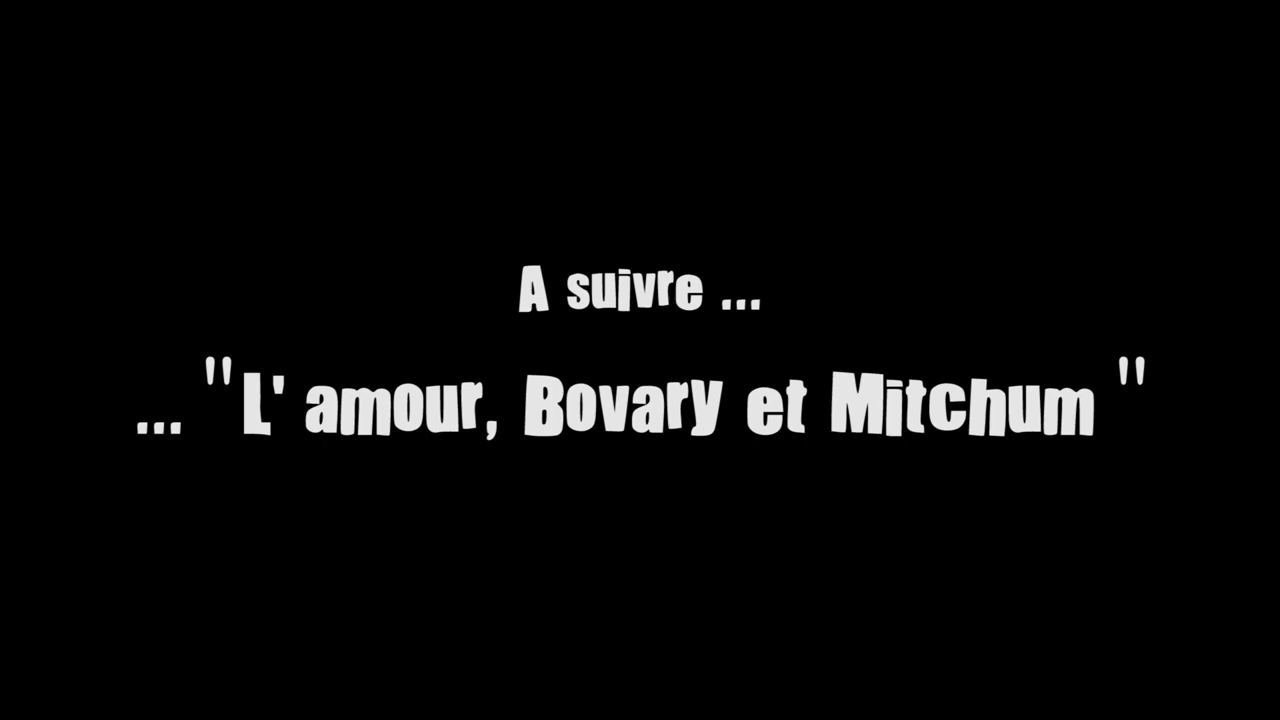 A suivre ...
... "L' amour, Bovary et Mitchum "